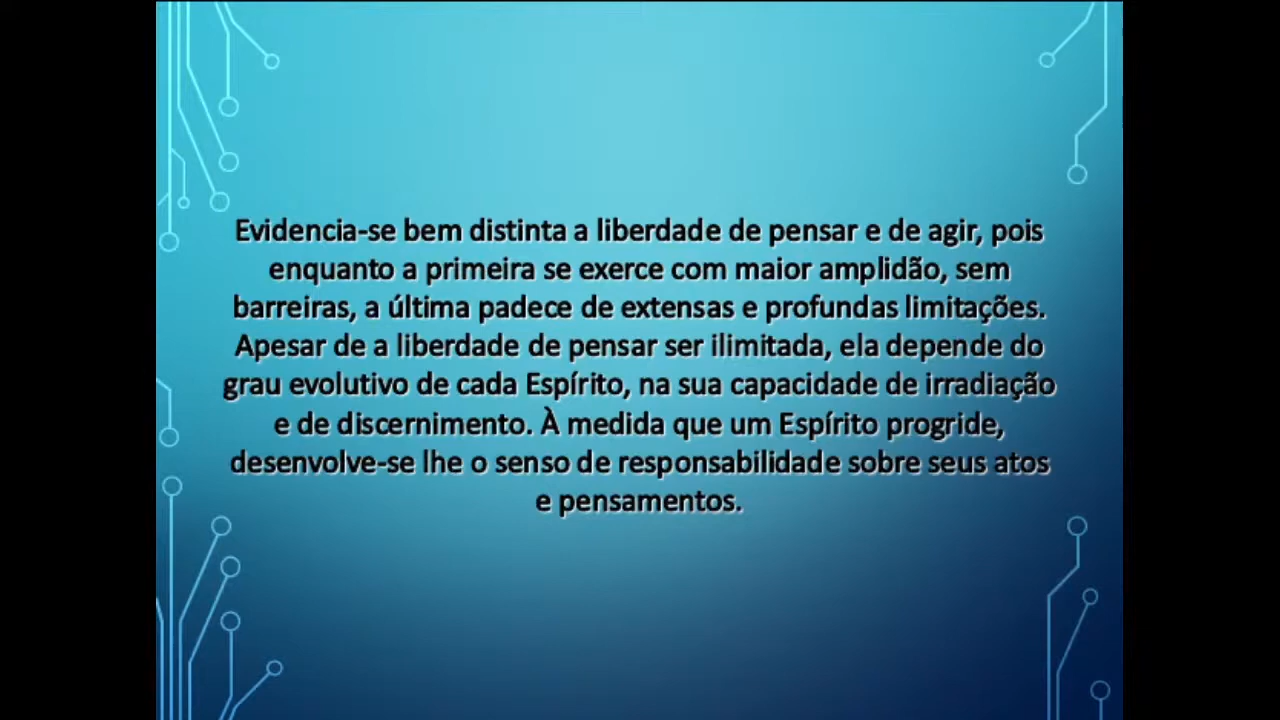 Evidencia-se bem distinta a liberdade de pensar e de agir, pois
enquanto a primeira se exerce com maior amplidão, sem
barreiras, a última padece de extensas e profundas limitações.
Apesar de a liberdade de pensar ser ilimitada, ela depende do
grau evolutivo de cada Espírito, na sua capacidade de irradiação
e de discernimento. À medida que um Espírito progride,
desenvolve-se lhe o senso de responsabilidade sobre seus atos
e pensamentos.